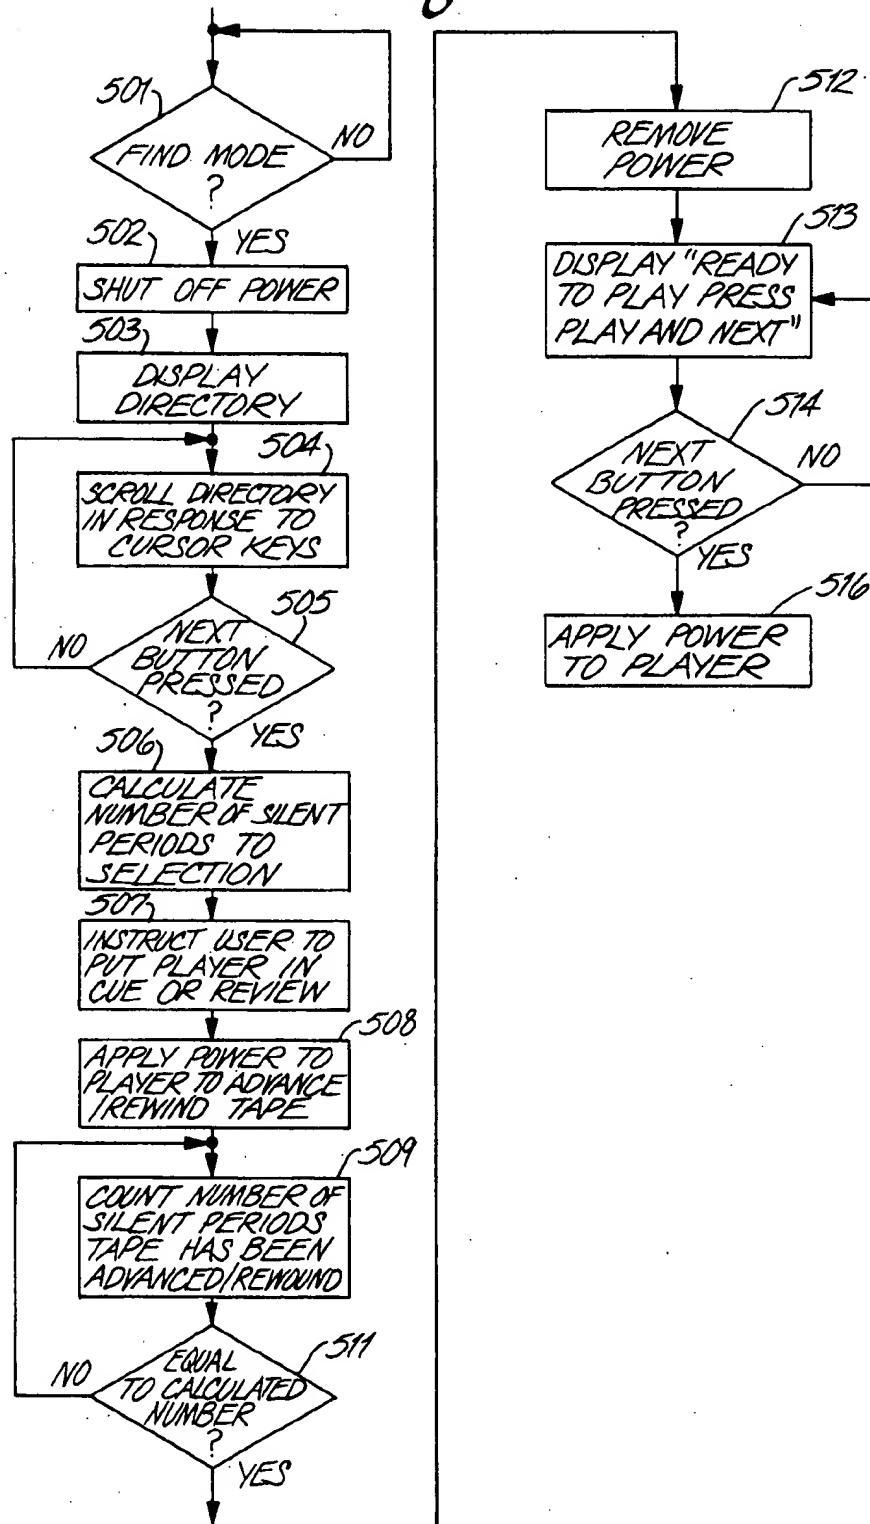 501
FIND MODE
?
NO
YES
502
SHUT OFF POWER
503
DISPLAY
DIRECTORY
504
SCROLL DIRECTORY
IN RESPONSE TO
CURSOR KEYS
505
NEXT
BUTTON
PRESSED
?
NO
YES
506
CALCULATE
NUMBER OF SILENT
PERIODS TO
SELECTION
507
INSTRUCT USER TO
PUT PLAYER IN
CUE OR REVIEW
508
APPLY POWER TO
PLAYER TO ADVANCE
/REWIND TAPE
509
COUNT NUMBER OF
SILENT PERIODS
TAPE HAS BEEN
ADVANCED/REWOUND
511
EQUAL
TO CALCULATED
NUMBER
?
NO
YES
512
REMOVE
POWER
513
DISPLAY "READY
TO PLAY PRESS
PLAY AND NEXT"
514
NEXT
BUTTON
PRESSED
?
NO
YES
516
APPLY POWER
TO PLAYER